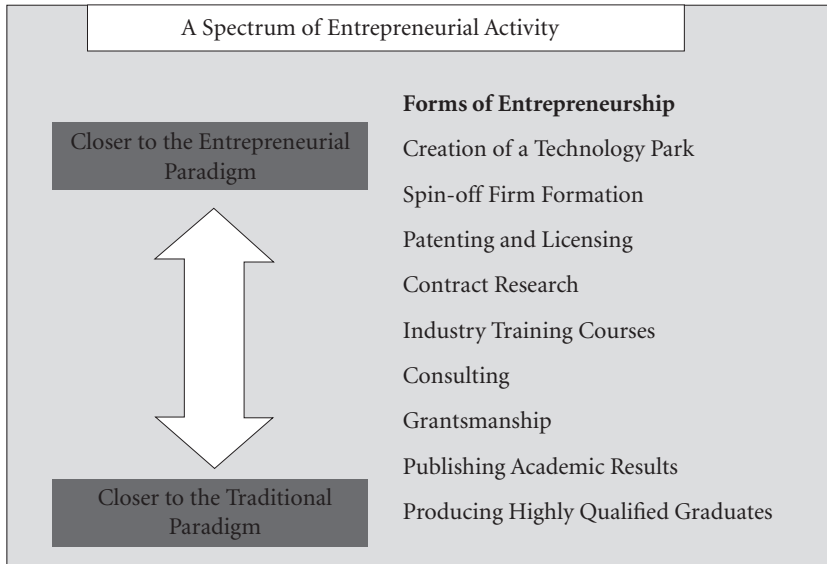 A Spectrum of Entrepreneurial Activity
Closer to the Entrepreneurial
Paradigm
Closer to the Traditional
Paradigm
Forms of Entrepreneurship
Creation of a Technology Park
Spin-off Firm Formation
Patenting and Licensing
Contract Research
Industry Training Courses
Consulting
Grantsmanship
Publishing Academic Results
Producing Highly Qualified Graduates